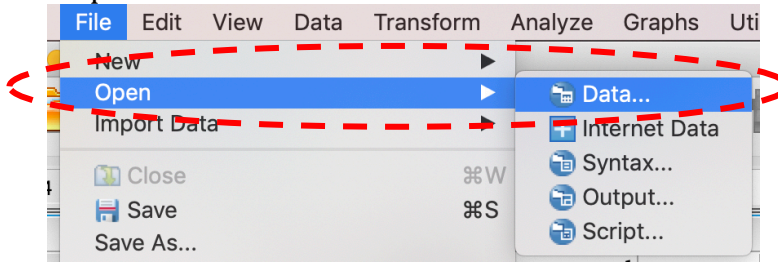 File Edit View Data Transform Analyze Graphs Uti
New
Open
Import Data
Close ⌘W
Save ⌘S
Save As...
Data...
Internet Data
Syntax...
Output...
Script...